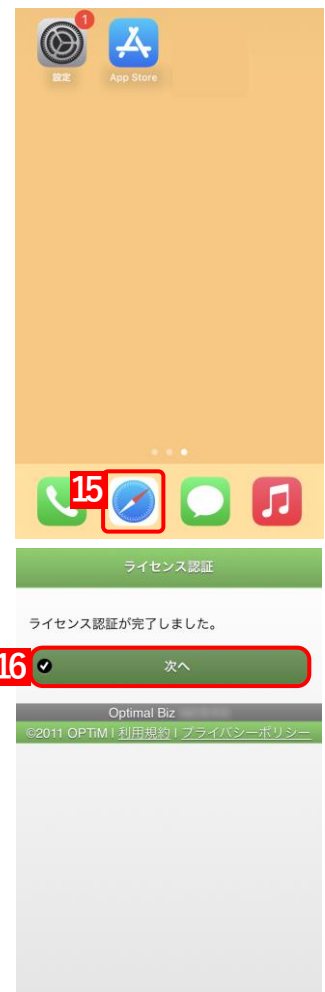 1
設定
App Store
15
ライセンス認証
ライセンス認証が完了しました。
16
次へ
Optimal Biz
©2011 OPTiM | 利用規約 | プライバシーポリシー